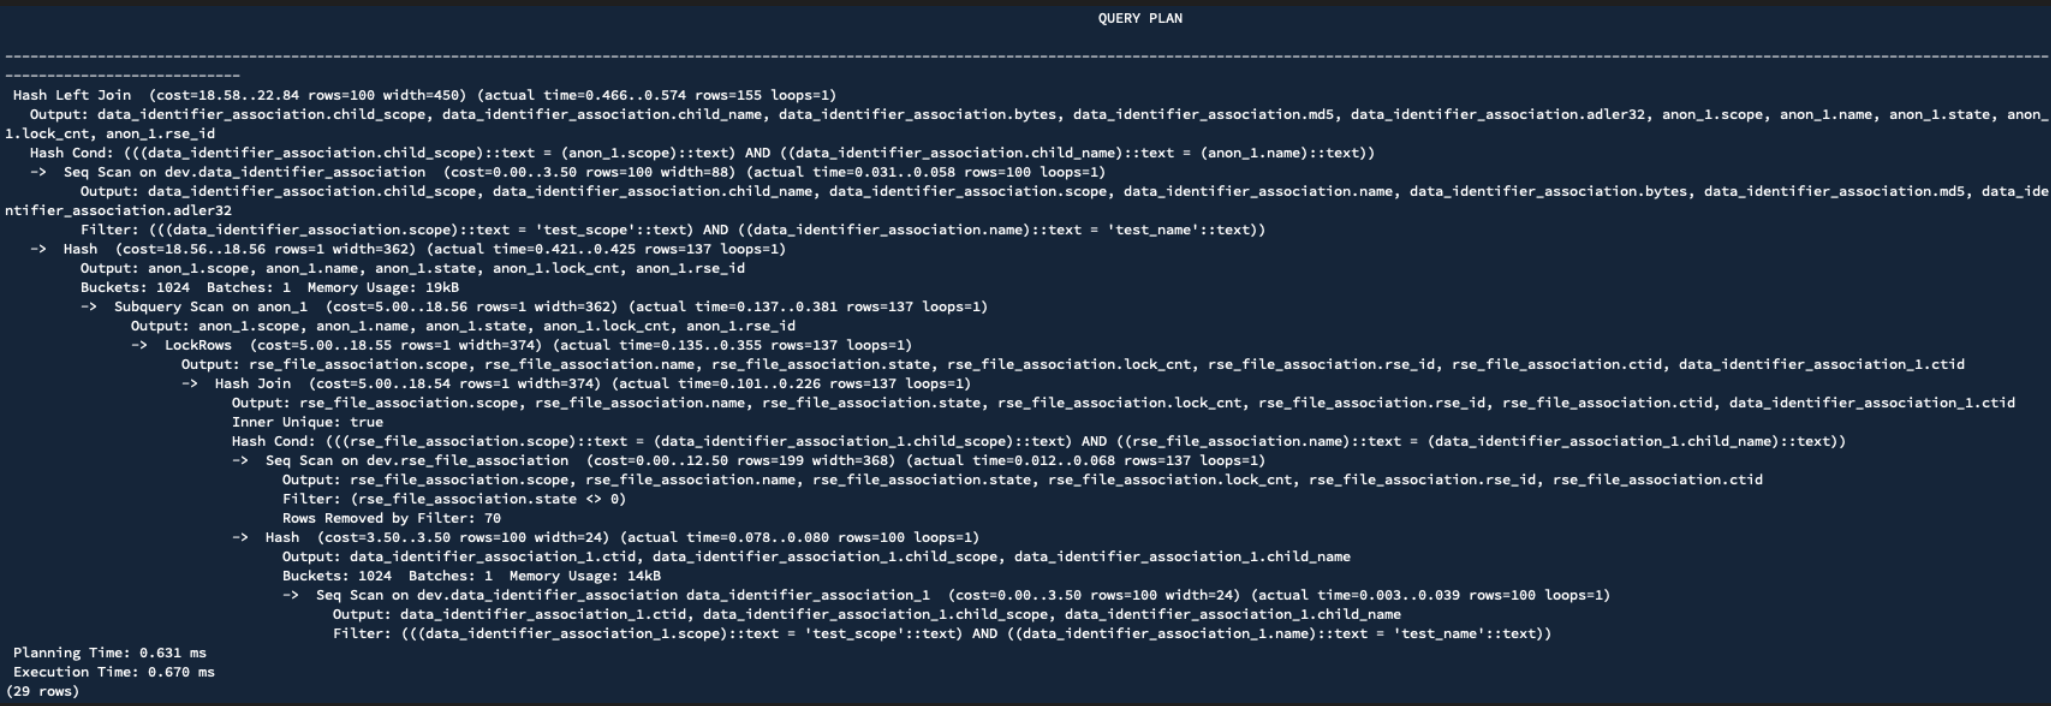 QUERY PLAN
----------------------------------------------------------------------------------------------------------------------------------------------------------------------------------------------------------------------------------------------------
----------------------------
Hash Left Join  (cost=18.58..22.84 rows=100 width=450) (actual time=0.466..0.574 rows=155 loops=1)
Output: data_identifier_association.child_scope, data_identifier_association.child_name, data_identifier_association.bytes, data_identifier_association.md5, data_identifier_association.adler32, anon_1.scope, anon_1.name, anon_1.state, anon_
1.lock_cnt, anon_1.rse_id
Hash Cond: (((data_identifier_association.child_scope)::text = (anon_1.scope)::text) AND ((data_identifier_association.child_name)::text = (anon_1.name)::text))
->  Seq Scan on dev.data_identifier_association  (cost=0.00..3.50 rows=100 width=88) (actual time=0.031..0.058 rows=100 loops=1)
Output: data_identifier_association.child_scope, data_identifier_association.child_name, data_identifier_association.scope, data_identifier_association.name, data_identifier_association.bytes, data_identifier_association.md5, data_ide
ntifier_association.adler32
Filter: (((data_identifier_association.scope)::text = 'test_scope'::text) AND ((data_identifier_association.name)::text = 'test_name'::text))
->  Hash  (cost=18.56..18.56 rows=1 width=362) (actual time=0.421..0.425 rows=137 loops=1)
Output: anon_1.scope, anon_1.name, anon_1.state, anon_1.lock_cnt, anon_1.rse_id
Buckets: 1024  Batches: 1  Memory Usage: 19kB
->  Subquery Scan on anon_1  (cost=5.00..18.56 rows=1 width=362) (actual time=0.137..0.381 rows=137 loops=1)
Output: anon_1.scope, anon_1.name, anon_1.state, anon_1.lock_cnt, anon_1.rse_id
->  LockRows  (cost=5.00..18.55 rows=1 width=374) (actual time=0.135..0.355 rows=137 loops=1)
Output: rse_file_association.scope, rse_file_association.name, rse_file_association.state, rse_file_association.lock_cnt, rse_file_association.rse_id, rse_file_association.ctid, data_identifier_association_1.ctid
->  Hash Join  (cost=5.00..18.54 rows=1 width=374) (actual time=0.101..0.226 rows=137 loops=1)
Output: rse_file_association.scope, rse_file_association.name, rse_file_association.state, rse_file_association.lock_cnt, rse_file_association.rse_id, rse_file_association.ctid, data_identifier_association_1.ctid
Inner Unique: true
Hash Cond: (((rse_file_association.scope)::text = (data_identifier_association_1.child_scope)::text) AND ((rse_file_association.name)::text = (data_identifier_association_1.child_name)::text))
->  Seq Scan on dev.rse_file_association  (cost=0.00..12.50 rows=199 width=368) (actual time=0.012..0.068 rows=137 loops=1)
Output: rse_file_association.scope, rse_file_association.name, rse_file_association.state, rse_file_association.lock_cnt, rse_file_association.rse_id, rse_file_association.ctid
Filter: (rse_file_association.state <> 0)
Rows Removed by Filter: 70
->  Hash  (cost=3.50..3.50 rows=100 width=24) (actual time=0.078..0.080 rows=100 loops=1)
Output: data_identifier_association_1.ctid, data_identifier_association_1.child_scope, data_identifier_association_1.child_name
Buckets: 1024  Batches: 1  Memory Usage: 14kB
->  Seq Scan on dev.data_identifier_association data_identifier_association_1  (cost=0.00..3.50 rows=100 width=24) (actual time=0.003..0.039 rows=100 loops=1)
Output: data_identifier_association_1.ctid, data_identifier_association_1.child_scope, data_identifier_association_1.child_name
Filter: (((data_identifier_association_1.scope)::text = 'test_scope'::text) AND ((data_identifier_association_1.name)::text = 'test_name'::text))
Planning Time: 0.631 ms
Execution Time: 0.670 ms
(29 rows)